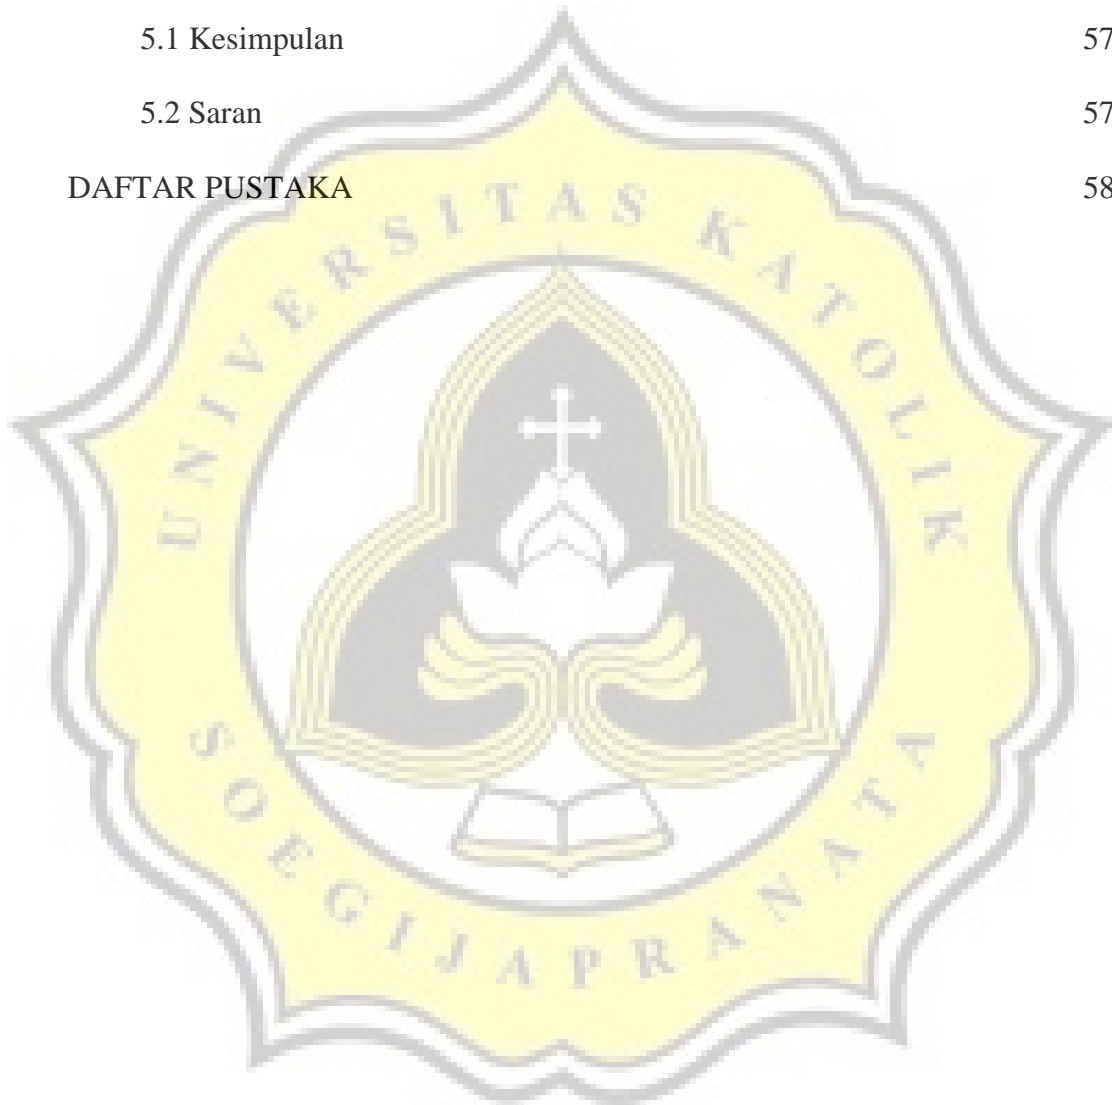 5.1 Kesimpulan 57
5.2 Saran 57
DAFTAR PUSTAKA 58
UNIVERSITAS KATOLIK
SOEGIJAPRANATA